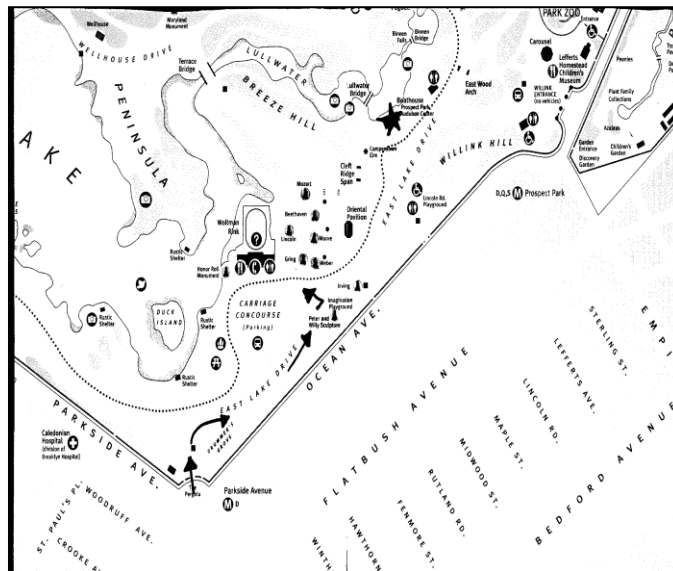 Wellhouse
Maryland
Monument
WELLHOUSE DRIVE
Terrace
Bridge
LULLWATER
Lullwater
Bridge
BREEZE HILL
PENINSULA
Binnen
Falls
Binnen
Bridge
Boathouse
Prospect Park
Audubon Center
East Wood
Arch
PARK ZOO
Entrance
Carousel
Lefferts
Homestead
Children's
Museum
WILLINK
ENTRANCE
(no vehicles)
Peonies
Plant Family
Collections
Azaleas
Garden
Entrance
Children's
Garden
Discovery
Garden
WILLINK HILL
EAST LAKE DRIVE
Camperdown
Elm
Cleft
Ridge
Span
Mozart
Beethoven
Lincoln
Moore
Grieg
Weber
Oriental
Pavilion
Wollman
Rink
Honor Roll
Monument
Lincoln Rd.
Playground
D,Q,S M Prospect Park
AKE
Rustic
Shelter
Rustic
Shelter
DUCK
ISLAND
Rustic
Shelter
Rustic
Shelter
CARRIAGE
CONCOURSE
(Parking)
Irving
Imagination
Playground
Peter and
Willy Sculpture
OCEAN AVE.
EAST LAKE DRIVE
DRUMMER'S
GROVE
PARKSIDE AVE.
Caledonian
Hospital
(division of
Brooklyn Hospital)
Pergola
Parkside Avenue
M D
ST. PAUL'S PL.
WOODRUFF AVE.
CROOKE A
FLATBUSH AVENUE
BEDFORD AVENUE
EMPI
STERLING ST.
LEFFERTS AVE.
LINCOLN RD.
MAPLE ST.
MIDWOOD ST.
RUTLAND RD.
FENMORE ST.
HAWTHORN
WINTH